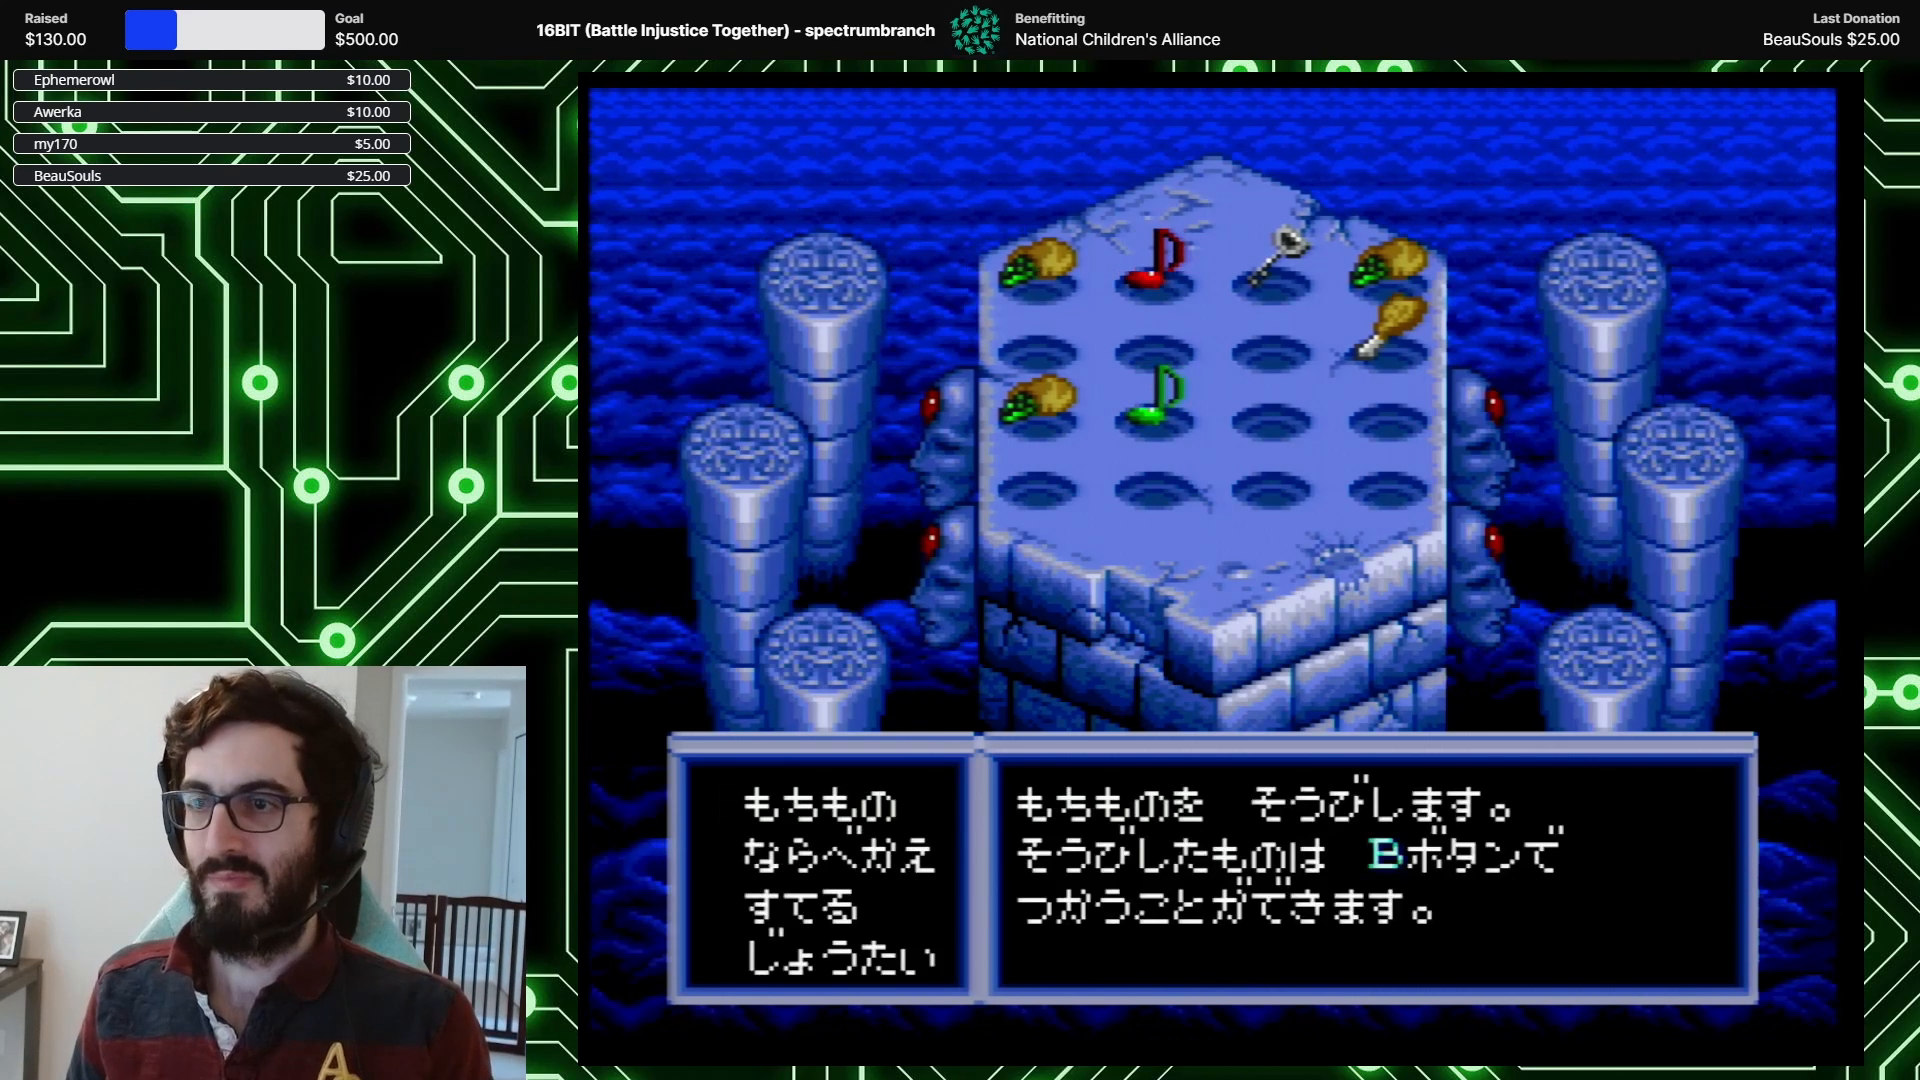 Raised
$130.00
Goal
$500.00
16BIT (Battle Injustice Together) - spectrumbranch
Benefitting
National Children's Alliance
Last Donation
BeauSouls $25.00
Ephemerowl $10.00
Awerka $10.00
my170 $5.00
BeauSouls $25.00
もちもの
ならべかえ
すてる
じょうたい
もちものを そうびします。
そうびしたものは Bボタンで
つかうことができます。
A